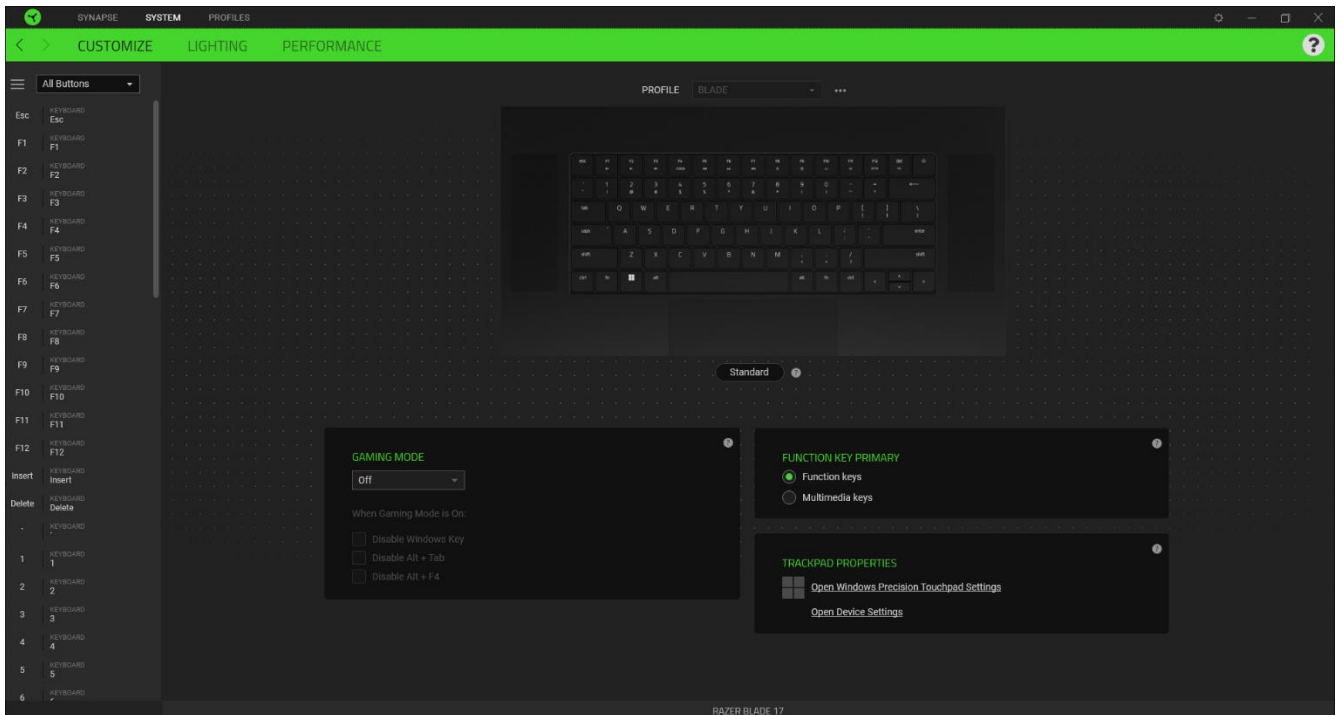 SYNAPSE SYSTEM PROFILES
CUSTOMIZE LIGHTING PERFORMANCE ?
All Buttons
PROFILE BLADE •••
Esc KEYBOARD Esc
F1 KEYBOARD F1
F2 KEYBOARD F2
F3 KEYBOARD F3
F4 KEYBOARD F4
F5 KEYBOARD F5
F6 KEYBOARD F6
F7 KEYBOARD F7
F8 KEYBOARD F8
F9 KEYBOARD F9
F10 KEYBOARD F10
F11 KEYBOARD F11
F12 KEYBOARD F12
Insert KEYBOARD Insert
Delete KEYBOARD Delete
` KEYBOARD `
1 KEYBOARD 1
2 KEYBOARD 2
3 KEYBOARD 3
4 KEYBOARD 4
5 KEYBOARD 5
6 KEYBOARD
Q W E R T Y U I O P
A S D F G H J K L
Z X C V B N M
Standard ?
GAMING MODE ?
Off
When Gaming Mode is On:
Disable Windows Key
Disable Alt + Tab
Disable Alt + F4
FUNCTION KEY PRIMARY ?
Function keys
Multimedia keys
TRACKPAD PROPERTIES ?
Open Windows Precision Touchpad Settings
Open Device Settings
RAZER BLADE 17